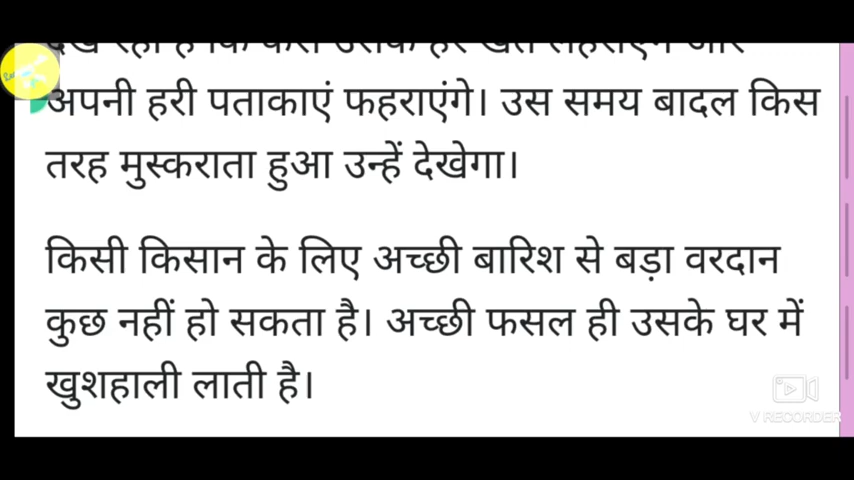 अपनी हरी पताकाएं फहराएंगे। उस समय बादल किस
तरह मुस्कराता हुआ उन्हें देखेगा।
किसी किसान के लिए अच्छी बारिश से बड़ा वरदान
कुछ नहीं हो सकता है। अच्छी फसल ही उसके घर में
खुशहाली लाती है।
V RECORDER